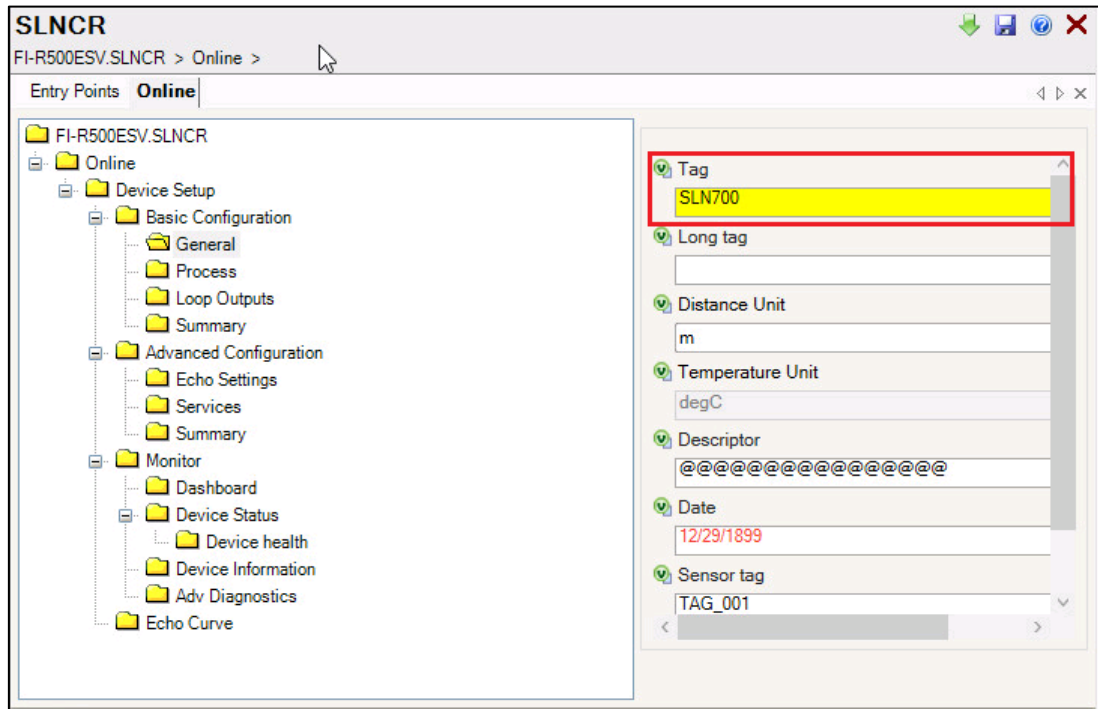 SLNCR
FI-R500ESV.SLNCR > Online >
Entry Points Online
FI-R500ESV.SLNCR
Online
Device Setup
Basic Configuration
General
Process
Loop Outputs
Summary
Advanced Configuration
Echo Settings
Services
Summary
Monitor
Dashboard
Device Status
Device health
Device Information
Adv Diagnostics
Echo Curve
Tag
SLN700
Long tag
Distance Unit
m
Temperature Unit
degC
Descriptor
@@@@@@@@@@@@@@@@
Date
12/29/1899
Sensor tag
TAG_001